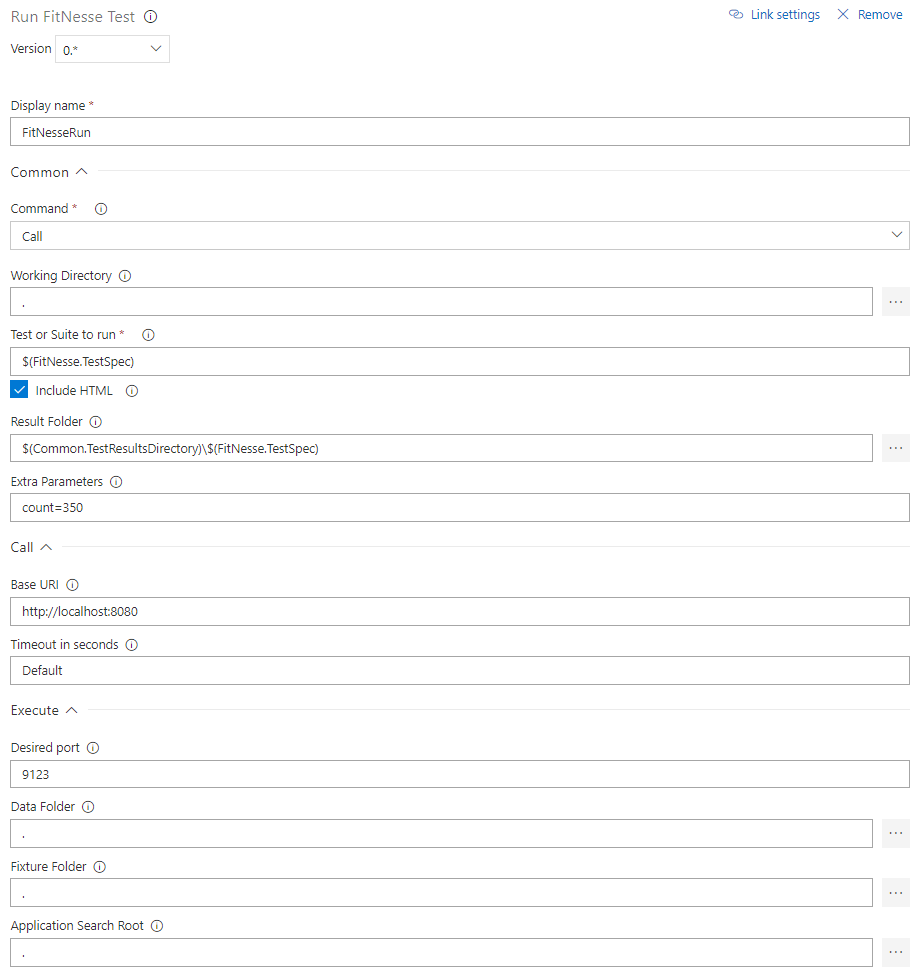 Run FitNesse Test
Link settings
Remove
Version 0.*
Display name *
FitNesseRun
Common
Command *
Call
Working Directory
.
...
Test or Suite to run *
$(FitNesse.TestSpec)
Include HTML
Result Folder
$(Common.TestResultsDirectory)\$(FitNesse.TestSpec)
...
Extra Parameters
count=350
Call
Base URI
http://localhost:8080
Timeout in seconds
Default
Execute
Desired port
9123
Data Folder
.
...
Fixture Folder
.
...
Application Search Root
.
...